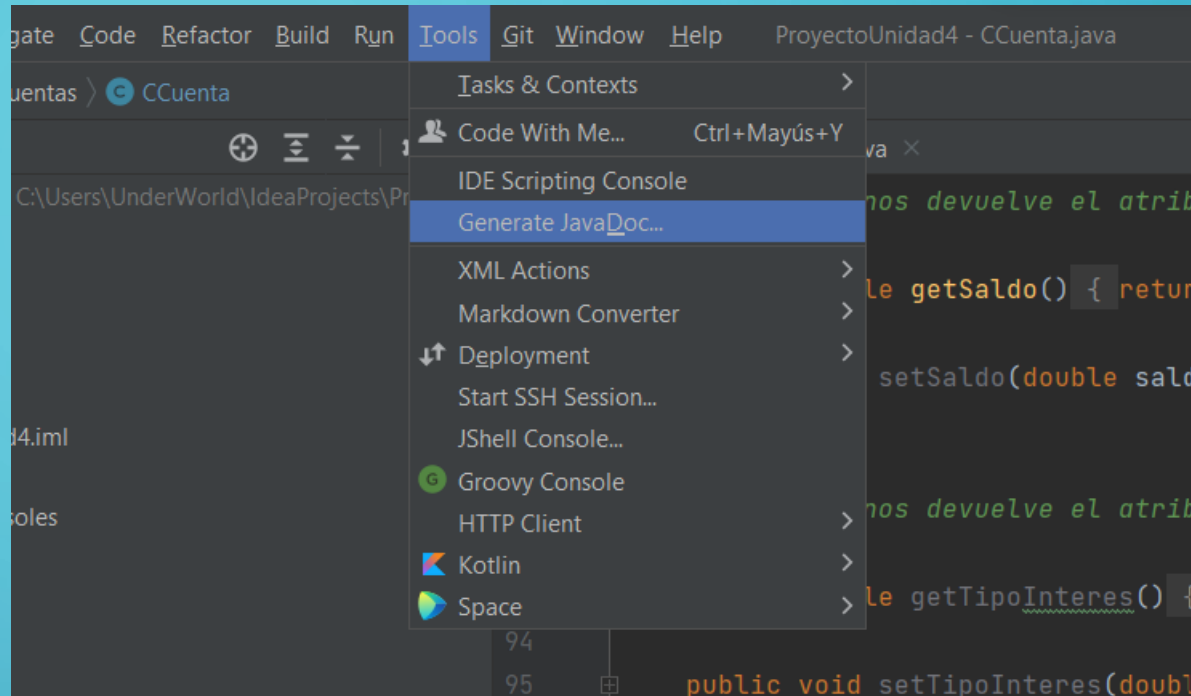 gate Code Refactor Build Run Tools Git Window Help ProyectoUnidad4 - CCuenta.java
uentas CCuenta
Tasks & Contexts
Code With Me... Ctrl+Mayús+Y
va
IDE Scripting Console
C:\Users\UnderWorld\IdeaProjects\Pr
nos devuelve el atrib
Generate JavaDoc...
XML Actions
le getSaldo() { retur
Markdown Converter
Deployment
setSaldo(double sald
Start SSH Session...
d4.iml
JShell Console...
G Groovy Console
soles
nos devuelve el atrib
HTTP Client
Kotlin
Space
le getTipoInteres() {
94
95 public void setTipoInteres(doubl